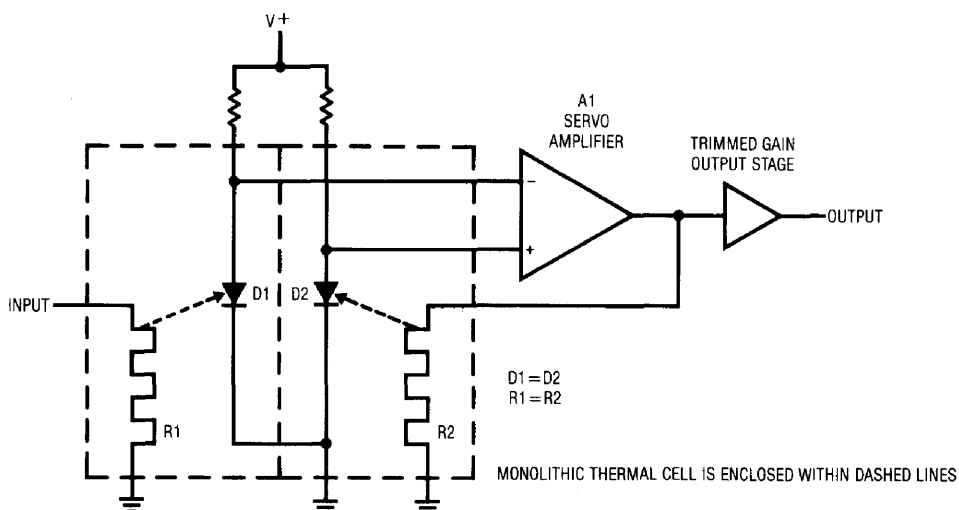 V+
A1
SERVO
AMPLIFIER
TRIMMED GAIN
OUTPUT STAGE
−
+
OUTPUT
INPUT
D1
D2
R1
R2
D1=D2
R1=R2
MONOLITHIC THERMAL CELL IS ENCLOSED WITHIN DASHED LINES